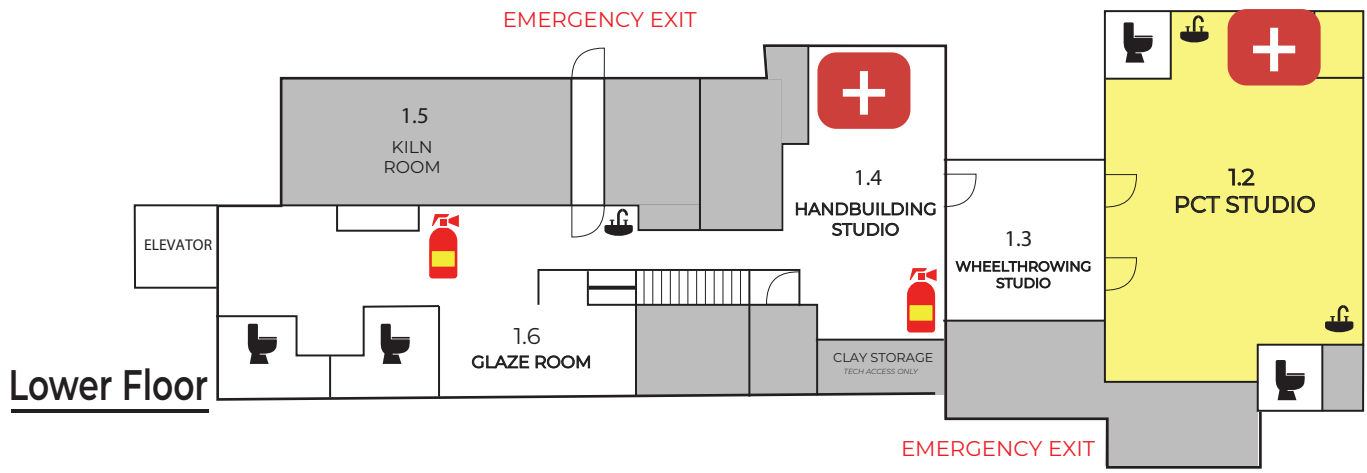 EMERGENCY EXIT
1.5
KILN
ROOM
1.4
HANDBUILDING
STUDIO
1.2
PCT STUDIO
ELEVATOR
1.3
WHEELTHROWING
STUDIO
1.6
GLAZE ROOM
CLAY STORAGE
TECH ACCESS ONLY
Lower Floor
EMERGENCY EXIT